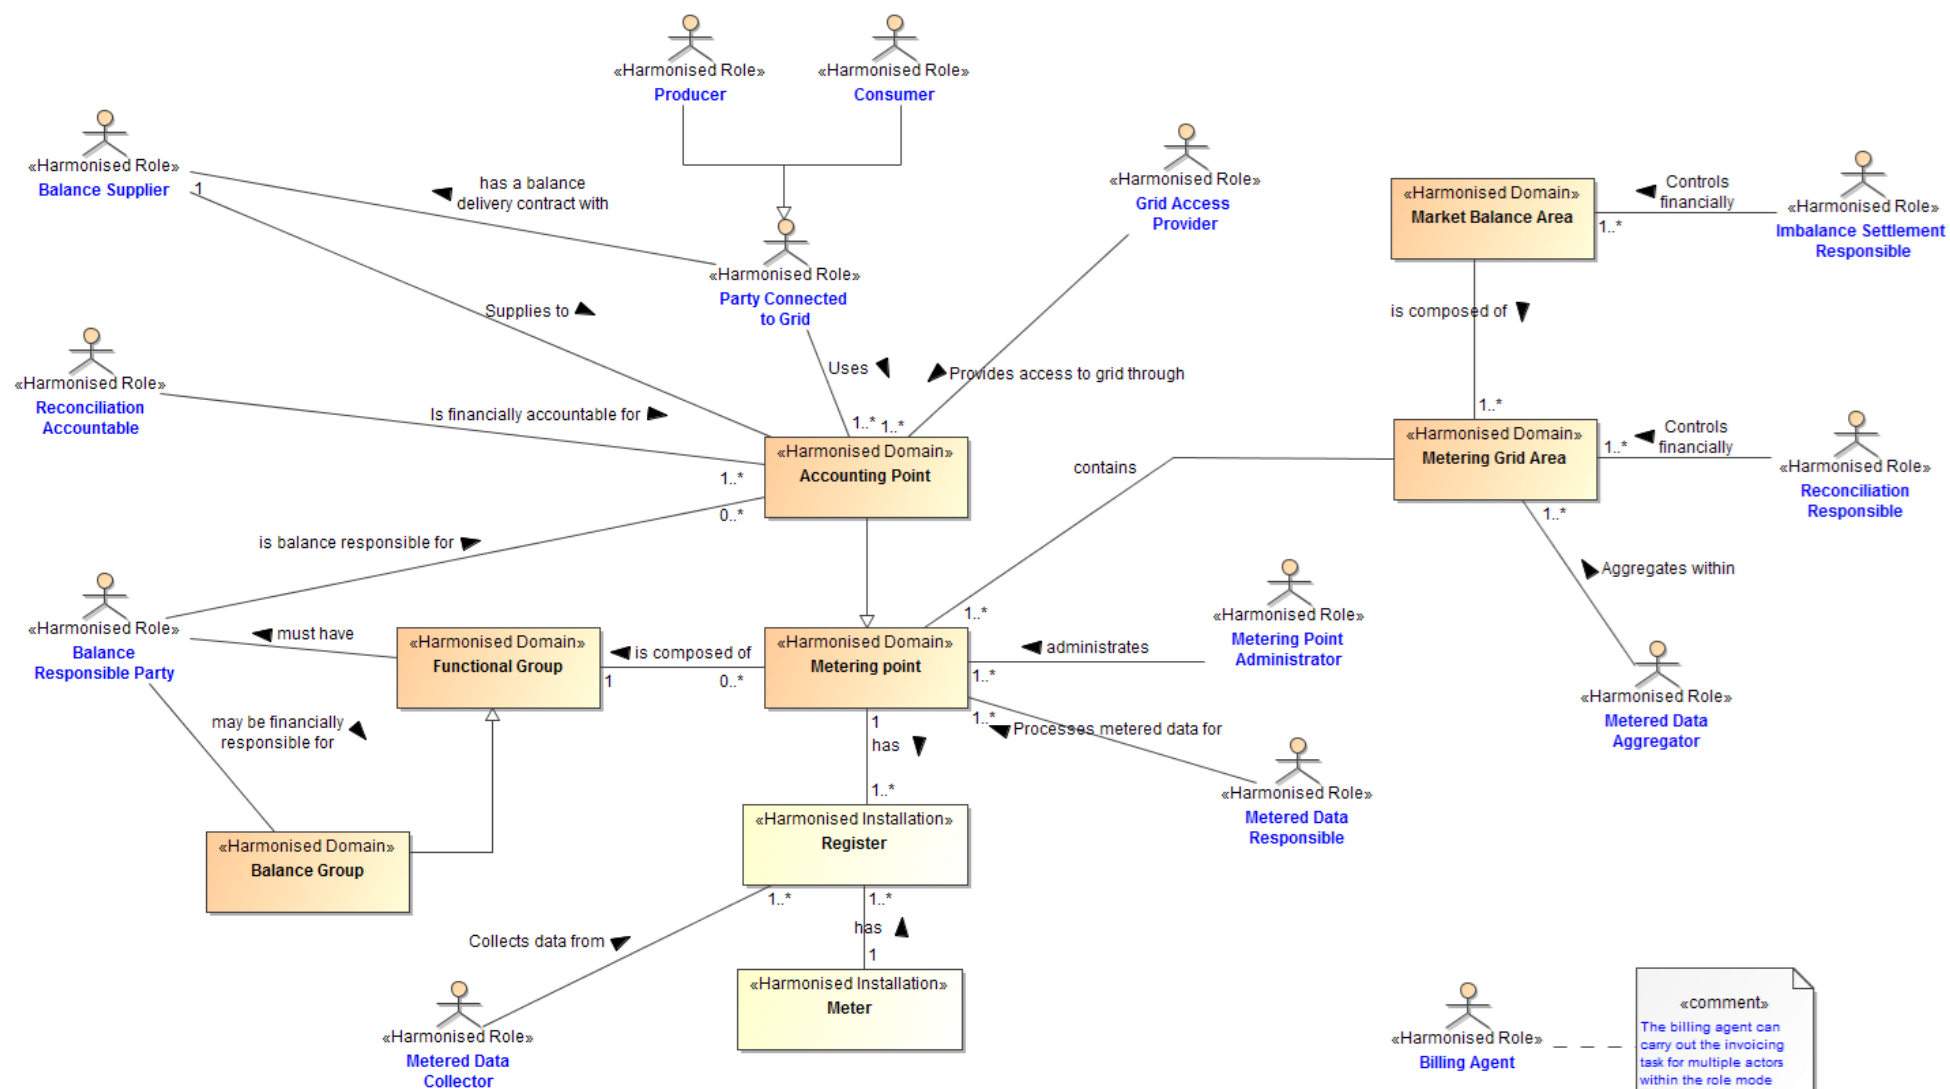 «Harmonised Role»
Producer
«Harmonised Role»
Consumer
«Harmonised Role»
Balance Supplier
1
has a balance
delivery contract with
«Harmonised Role»
Grid Access
Provider
«Harmonised Domain»
Market Balance Area
1..*
Controls
financially
«Harmonised Role»
Imbalance Settlement
Responsible
«Harmonised Role»
Party Connected
to Grid
Supplies to
is composed of
1..*
«Harmonised Role»
Reconciliation
Accountable
Is financially accountable for
Uses
Provides access to grid through
1..*
1..*
«Harmonised Domain»
Accounting Point
1..*
0..*
contains
«Harmonised Domain»
Metering Grid Area
1..*
Controls
financially
«Harmonised Role»
Reconciliation
Responsible
1..*
Aggregates within
is balance responsible for
«Harmonised Role»
Balance
Responsible Party
must have
«Harmonised Domain»
Functional Group
1
is composed of
0..*
1..*
«Harmonised Domain»
Metering point
administrates
1..*
«Harmonised Role»
Metering Point
Administrator
«Harmonised Role»
Metered Data
Aggregator
1..*
Processes metered data for
may be financially
responsible for
1
has
1..*
«Harmonised Role»
Metered Data
Responsible
«Harmonised Domain»
Balance Group
«Harmonised Installation»
Register
1..*
1..*
has
1
Collects data from
«Harmonised Installation»
Meter
«Harmonised Role»
Metered Data
Collector
«Harmonised Role»
Billing Agent
«comment»
The billing agent can
carry out the invoicing
task for multiple actors
within the role mode